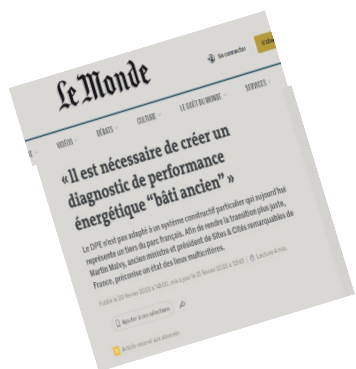 Le Monde
Se connecter
VIDÉOS
DÉBATS
CULTURE
LE GOÛT DU MONDE
SERVICES
« Il est nécessaire de créer un
diagnostic de performance
énergétique “bâti ancien” »
Le DPE n'est pas adapté à un système constructif particulier qui aujourd'hui
représente un tiers du parc français. Afin de rendre la transition plus juste,
Martin Malvy, ancien ministre et président de Sites & Cités remarquables de
France, préconise un état des lieux multicritères.
Ajouter à vos sélections
Article réservé aux abonnés